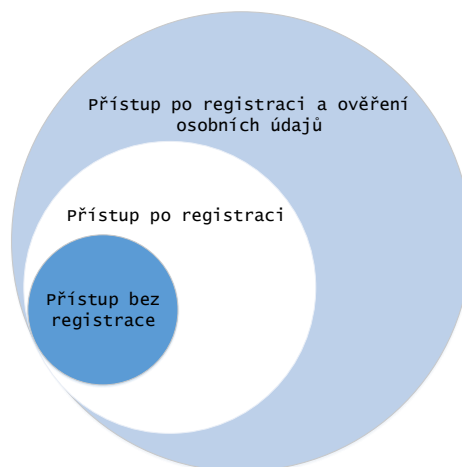 Přístup po registraci a ověření
osobních údajů
Přístup po registraci
Přístup bez
registrace